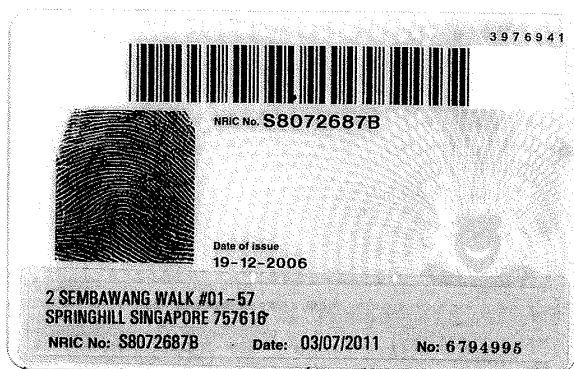 3976941
NRIC No. S8072687B
Date of issue
19-12-2006
2 SEMBAWANG WALK #01-57
SPRINGHILL SINGAPORE 757616
NRIC No: S8072687B Date: 03/07/2011 No: 6794995